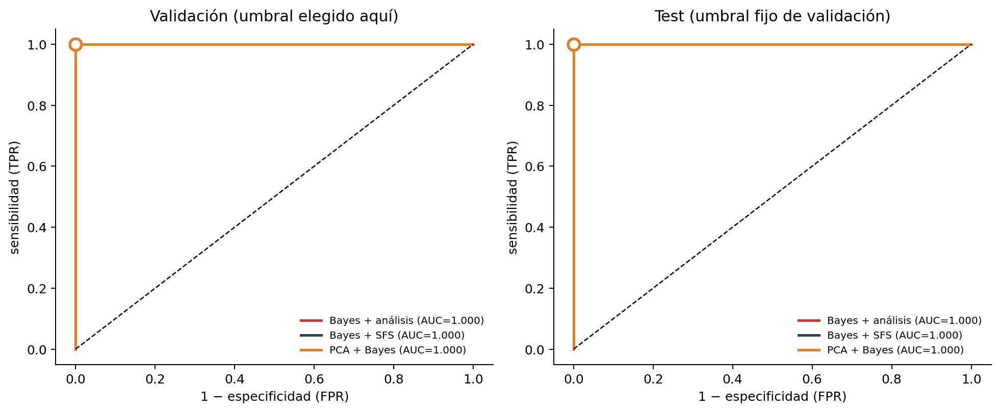 Validación (umbral elegido aquí)
sensibilidad (TPR)
1.0
0.8
0.6
0.4
0.2
0.0
Bayes + análisis (AUC=1.000)
Bayes + SFS (AUC=1.000)
PCA + Bayes (AUC=1.000)
0.0 0.2 0.4 0.6 0.8 1.0
1 − especificidad (FPR)
Test (umbral fijo de validación)
sensibilidad (TPR)
1.0
0.8
0.6
0.4
0.2
0.0
Bayes + análisis (AUC=1.000)
Bayes + SFS (AUC=1.000)
PCA + Bayes (AUC=1.000)
0.0 0.2 0.4 0.6 0.8 1.0
1 − especificidad (FPR)